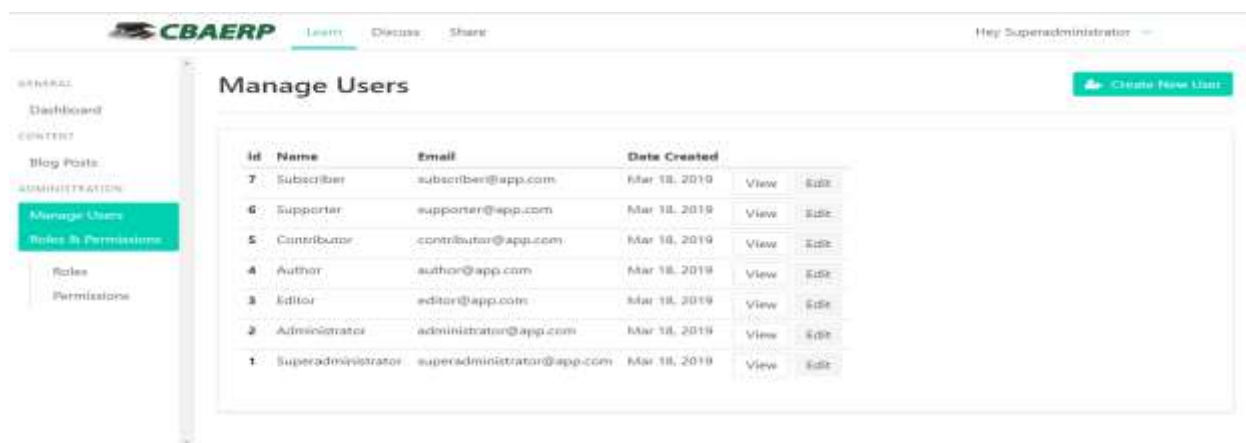 CBAERP Learn Discuss Share Hey Superadministrator
GENERAL
Dashboard
CONTENT
Blog Posts
ADMINISTRATION
Manage Users
Roles & Permissions
Roles
Permissions
Manage Users
Create New User
Id Name Email Date Created
7 Subscriber subscriber@app.com Mar 18, 2019 View Edit
6 Supporter supporter@app.com Mar 18, 2019 View Edit
5 Contributor contributor@app.com Mar 18, 2019 View Edit
4 Author author@app.com Mar 18, 2019 View Edit
3 Editor editor@app.com Mar 18, 2019 View Edit
2 Administrator administrator@app.com Mar 18, 2019 View Edit
1 Superadministrator superadministrator@app.com Mar 18, 2019 View Edit